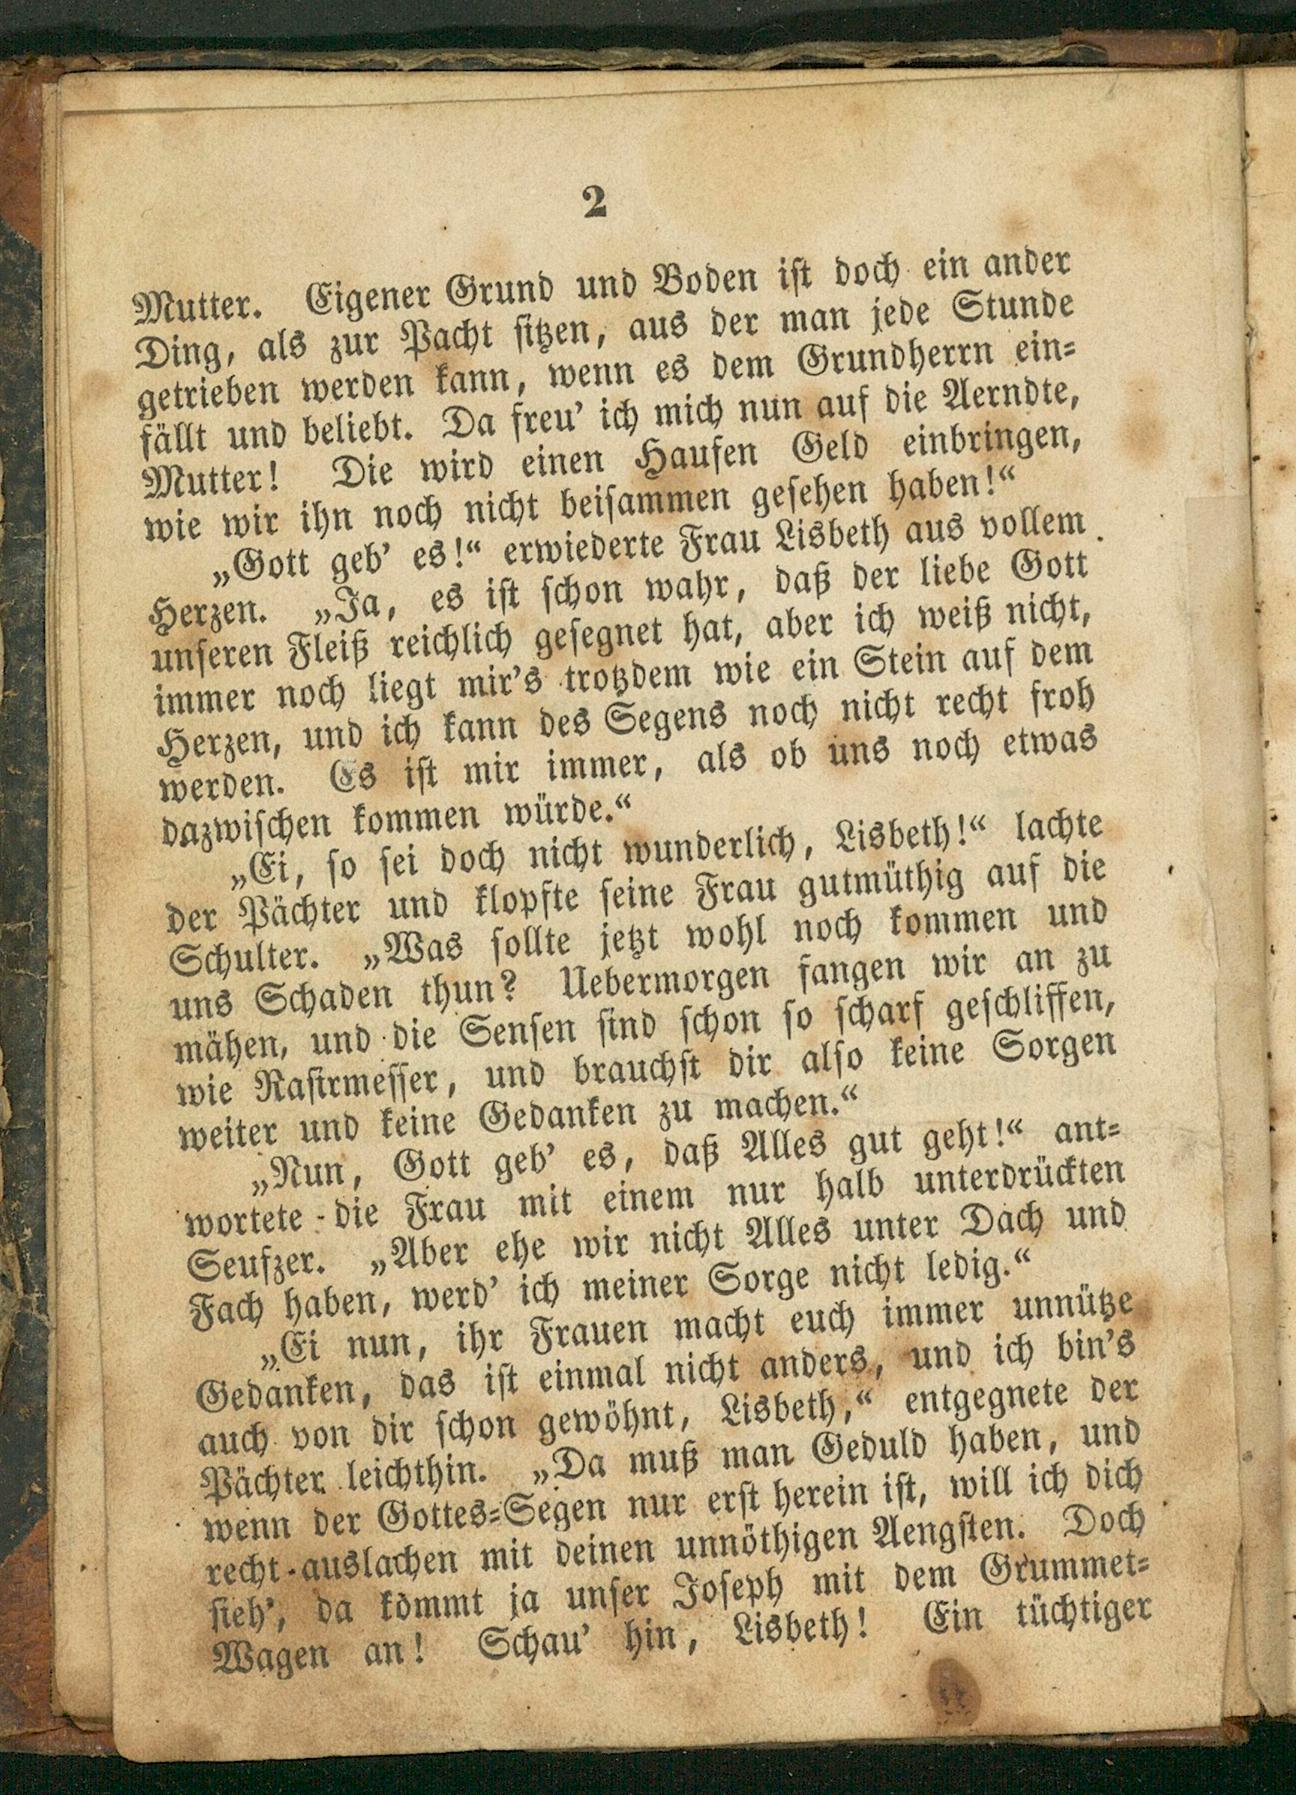 2
Mutter. Eigener Grund und Boden ist doch ein ander
Ding, als zur Pacht sitzen, aus der man jede Stunde
getrieben werden kann, wenn es dem Grundherrn ein-
fällt und beliebt. Da freu' ich mich nun auf die Aerndte,
Mutter! Die wird einen Haufen Geld einbringen,
wie wir ihn noch nicht beisammen gesehen haben!“
„Gott geb' es!“ erwiederte Frau Lisbeth aus vollem
Herzen. „Ja, es ist schon wahr, daß der liebe Gott
unseren Fleiß reichlich gesegnet hat, aber ich weiß nicht,
immer noch liegt mir's trotzdem wie ein Stein auf dem
Herzen, und ich kann des Segens noch nicht recht froh
werden. Es ist mir immer, als ob uns noch etwas
dazwischen kommen würde.“
„Ei, so sei doch nicht wunderlich, Lisbeth!“ lachte
der Pächter und klopfte seine Frau gutmüthig auf die
Schulter. „Was sollte jetzt wohl noch kommen und
uns Schaden thun? Uebermorgen fangen wir an zu
mähen, und die Sensen sind schon so scharf geschliffen,
wie Rasirmesser, und brauchst dir also keine Sorgen
weiter und keine Gedanken zu machen.“
„Nun, Gott geb' es, daß Alles gut geht!“ ant-
wortete die Frau mit einem nur halb unterdrückten
Seufzer. „Aber ehe wir nicht Alles unter Dach und
Fach haben, werd' ich meiner Sorge nicht ledig.“
„Ei nun, ihr Frauen macht euch immer unnütze
Gedanken, das ist einmal nicht anders, und ich bin's
auch von dir schon gewöhnt, Lisbeth,“ entgegnete der
Pächter leichthin. „Da muß man Geduld haben, und
wenn der Gottes-Segen nur erst herein ist, will ich dich
recht auslachen mit deinen unnöthigen Aengsten. Doch
sieh', da kömmt ja unser Joseph mit dem Grummet-
Wagen an! Schau' hin, Lisbeth! Ein tüchtiger